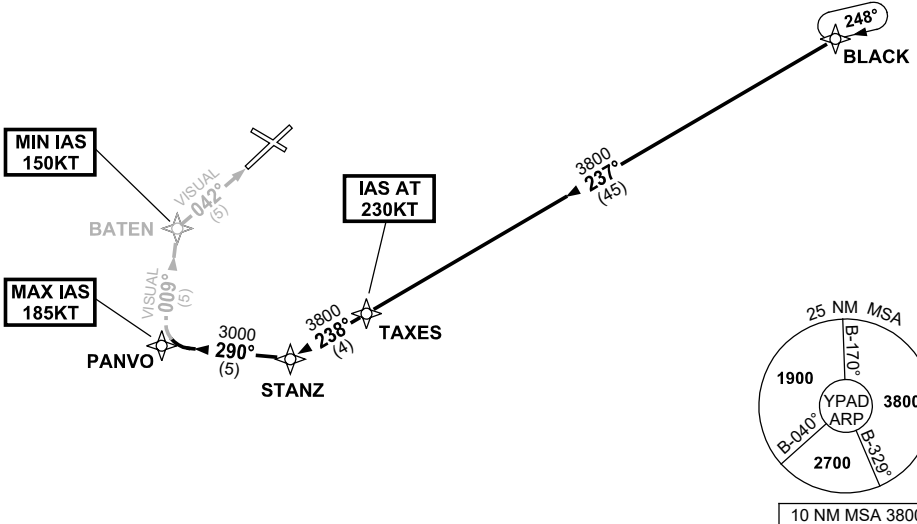 248°
BLACK
MIN IAS
150KT
VISUAL
042°
(5)
3800
237°
(45)
IAS AT
230KT
BATEN
VISUAL
009°
(5)
MAX IAS
185KT
3800
238°
(4)
TAXES
3000
290°
(5)
PANVO
STANZ
25 NM MSA
B-170°
1900
3800
YPAD
ARP
B-040°
B-329°
2700
10 NM MSA 3800